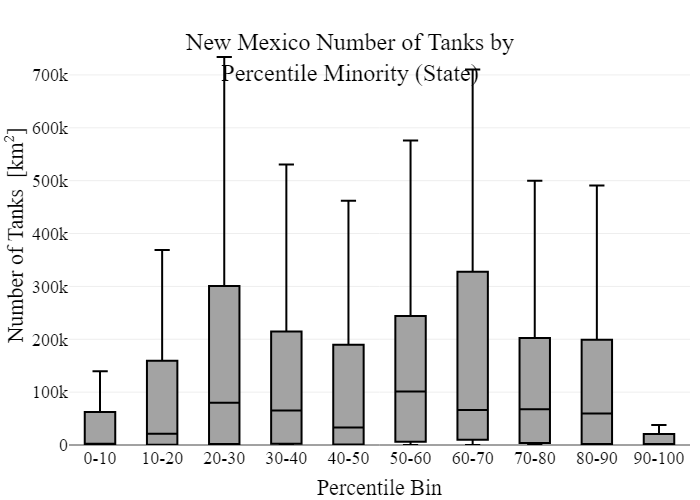 New Mexico Number of Tanks by
Percentile Minority (State)
Number of Tanks [km²]
700k
600k
500k
400k
300k
200k
100k
0
0-10 10-20 20-30 30-40 40-50 50-60 60-70 70-80 80-90 90-100
Percentile Bin